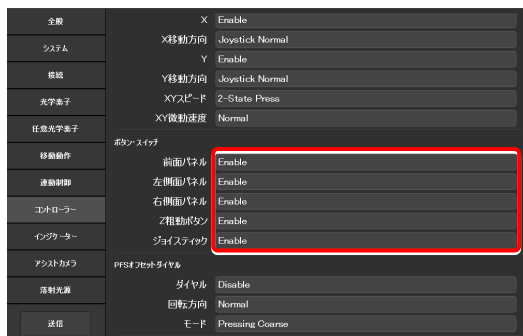 全般
システム
接続
光学素子
任意光学素子
移動動作
連動制御
コントローラー
インジケーター
アシストカメラ
落射光源
送信
X Enable
X移動方向 Joystick Normal
Y Enable
Y移動方向 Joystick Normal
XYスピード 2-State Press
XY微動速度 Normal
ボタン・スイッチ
前面パネル Enable
左側面パネル Enable
右側面パネル Enable
Z粗動ボタン Enable
ジョイスティック Enable
PFSオフセットダイヤル
ダイヤル Disable
回転方向 Normal
モード Pressing Coarse